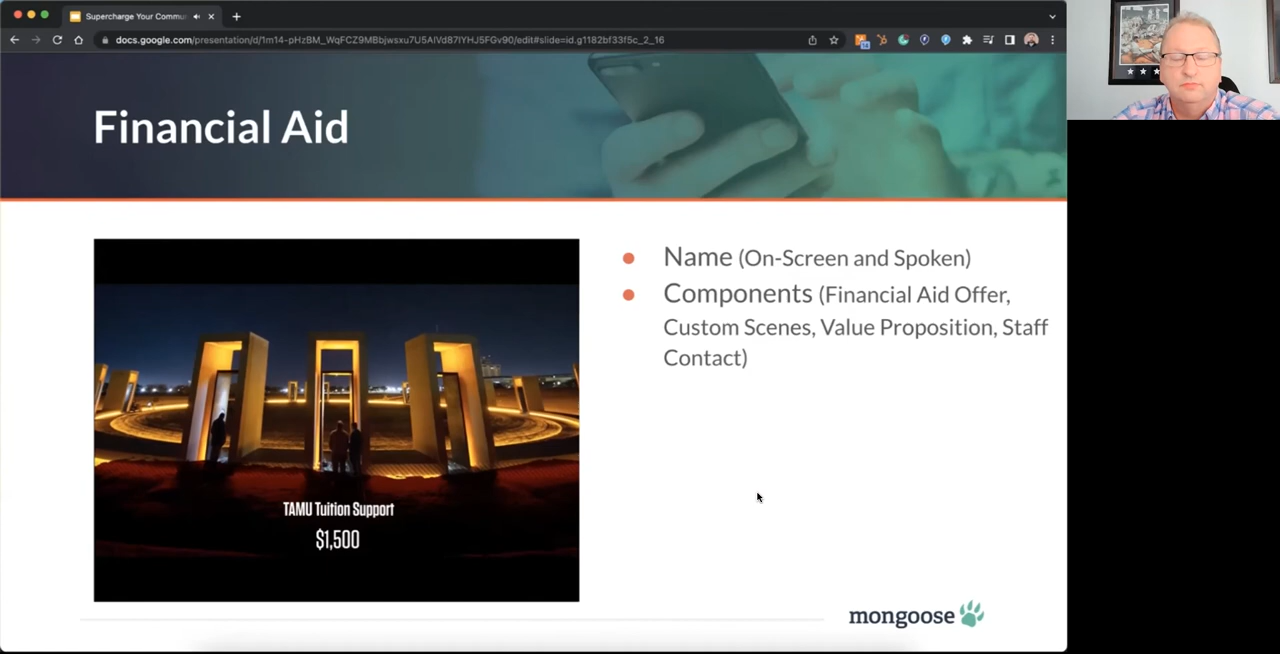 Supercharge Your Commu
docs.google.com/presentation/d/1m14-pHzBM_WqFCZ9MBbjwsxu7U5AlVd87IYHJ5FGv90/edit#slide=id.g1182bf33f5c_2_16
Financial Aid
Name (On-Screen and Spoken)
Components (Financial Aid Offer,
Custom Scenes, Value Proposition, Staff
Contact)
TAMU Tuition Support
$1,500
mongoose